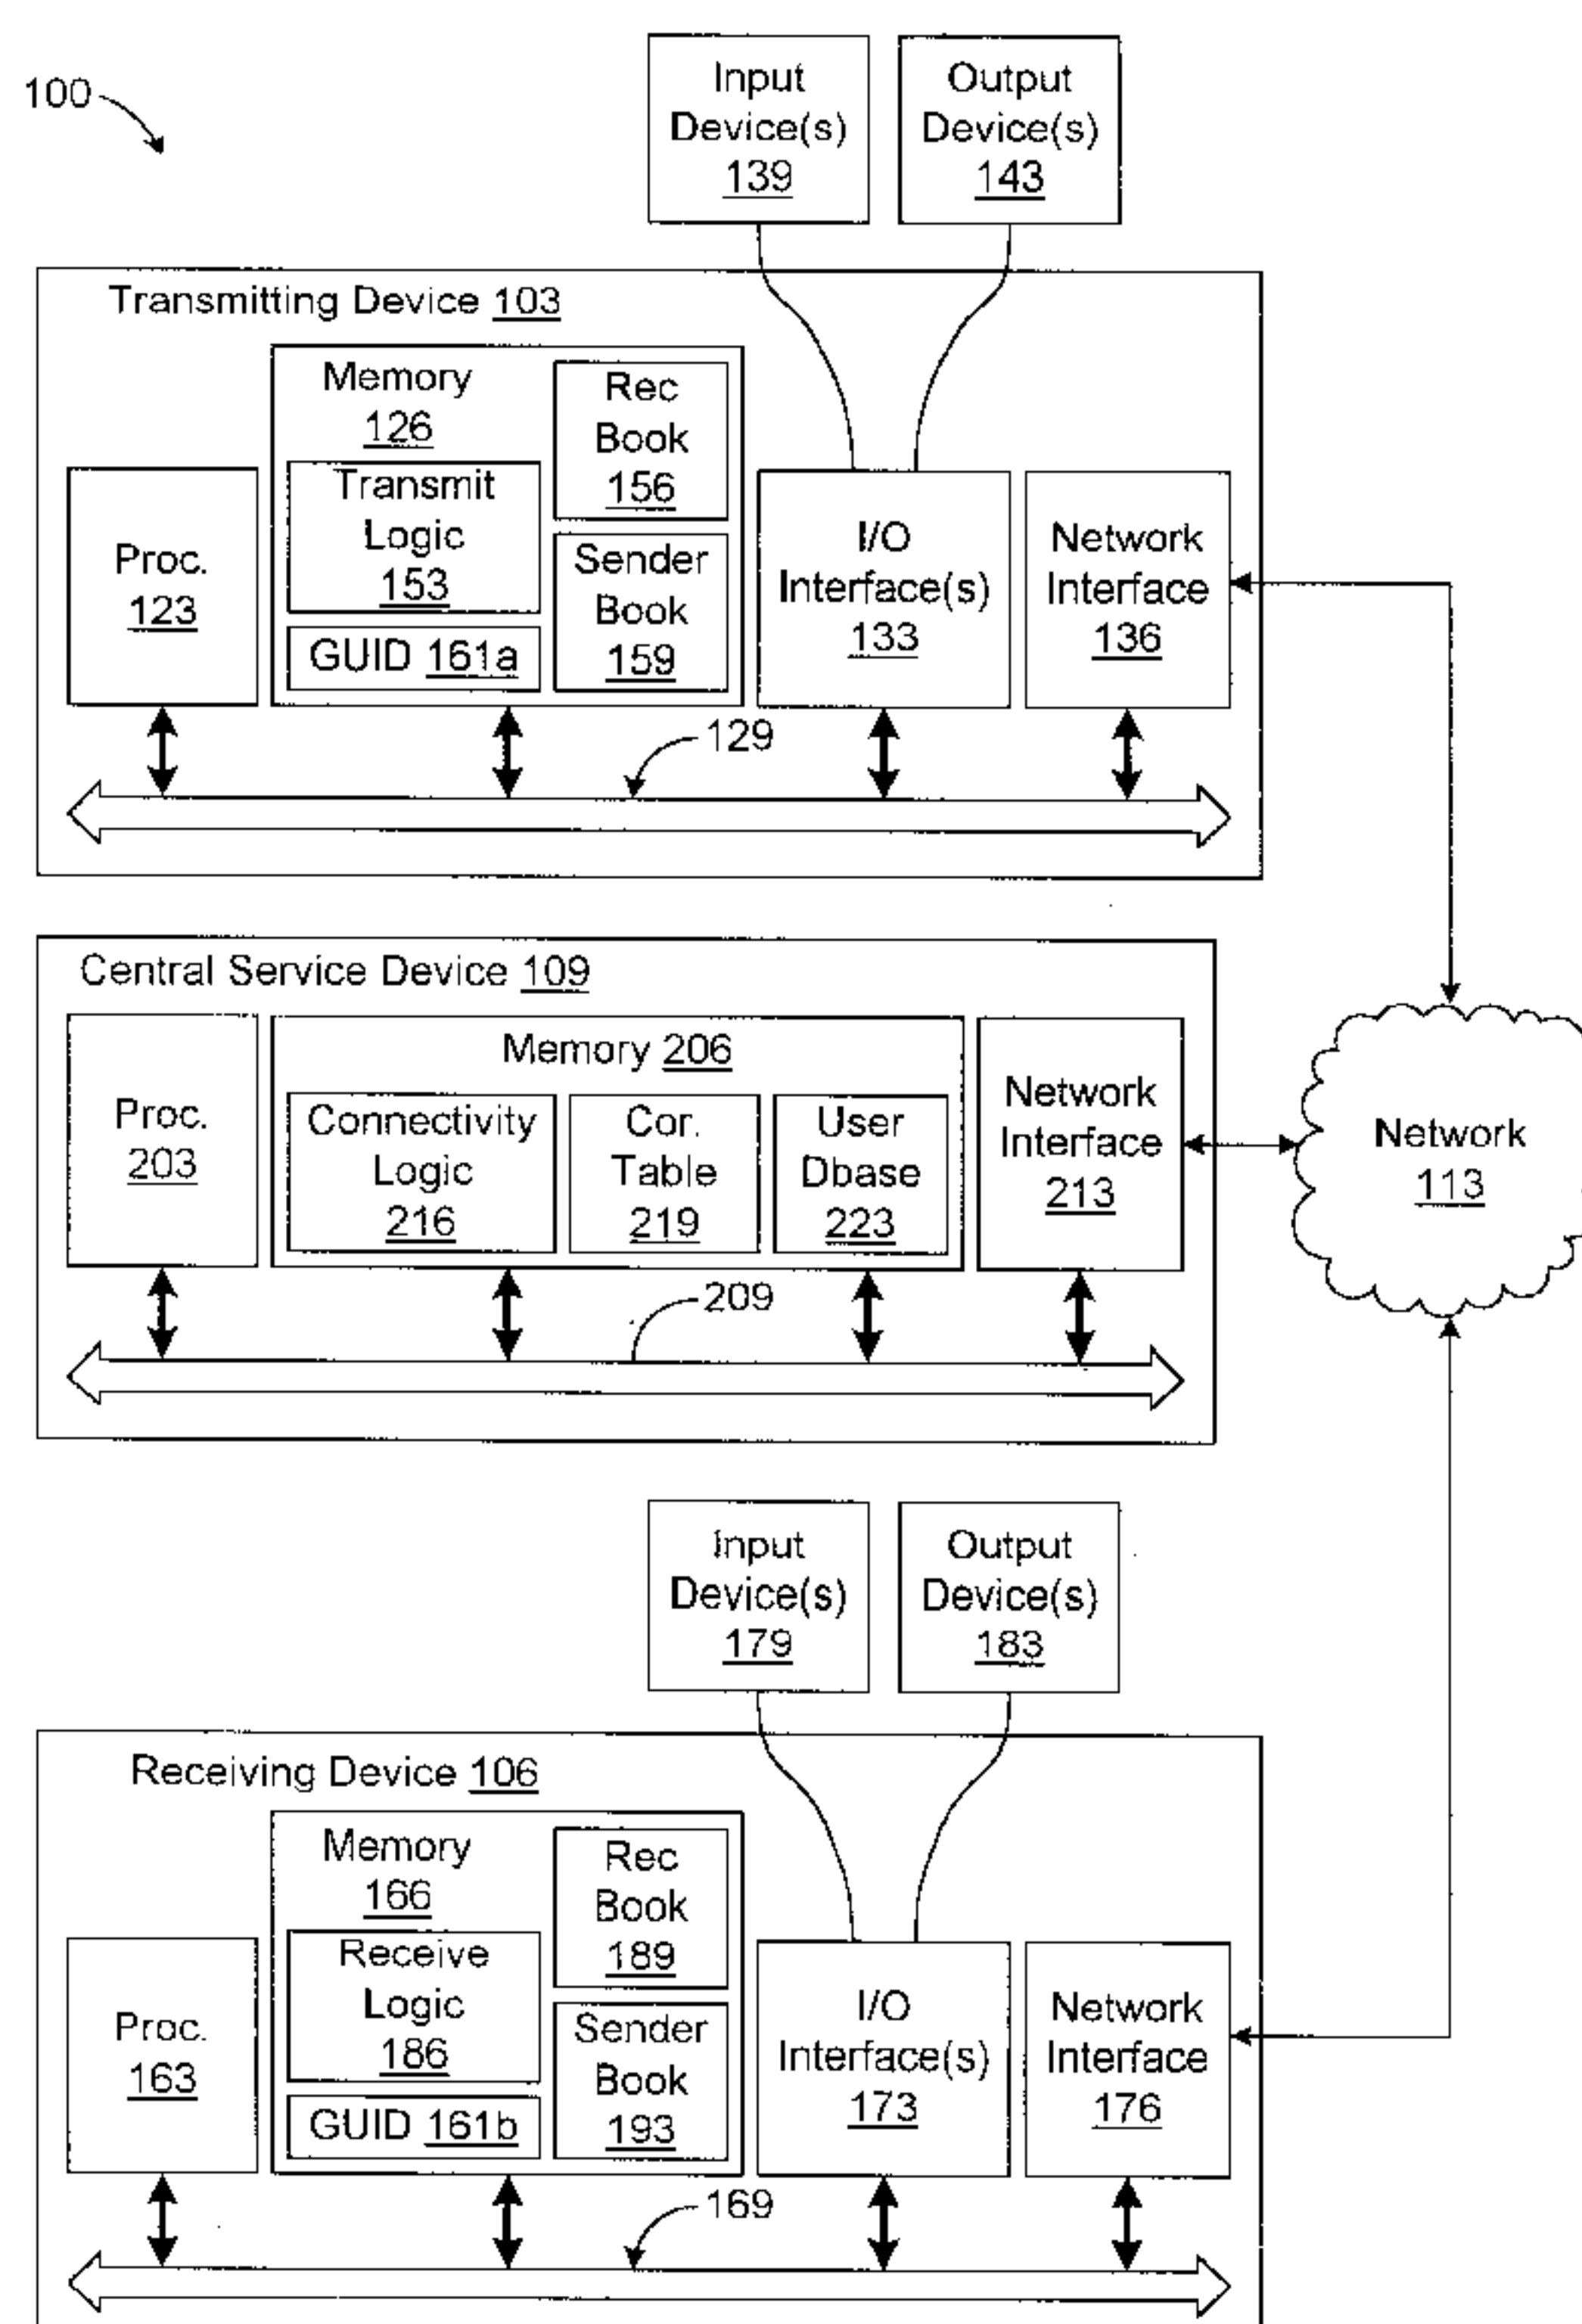 100
Input
Device(s)
139
Output
Device(s)
143
Transmitting Device 103
Memory
126
Rec
Book
156
Transmit
Logic
153
Sender
Book
159
GUID 161a
Proc.
123
I/O
Interface(s)
133
Network
Interface
136
129
Central Service Device 109
Proc.
203
Memory 206
Connectivity
Logic
216
Cor.
Table
219
User
Dbase
223
Network
Interface
213
Network
113
209
Input
Device(s)
179
Output
Device(s)
183
Receiving Device 106
Memory
166
Rec
Book
189
Receive
Logic
186
Sender
Book
193
GUID 161b
Proc.
163
I/O
Interface(s)
173
Network
Interface
176
169